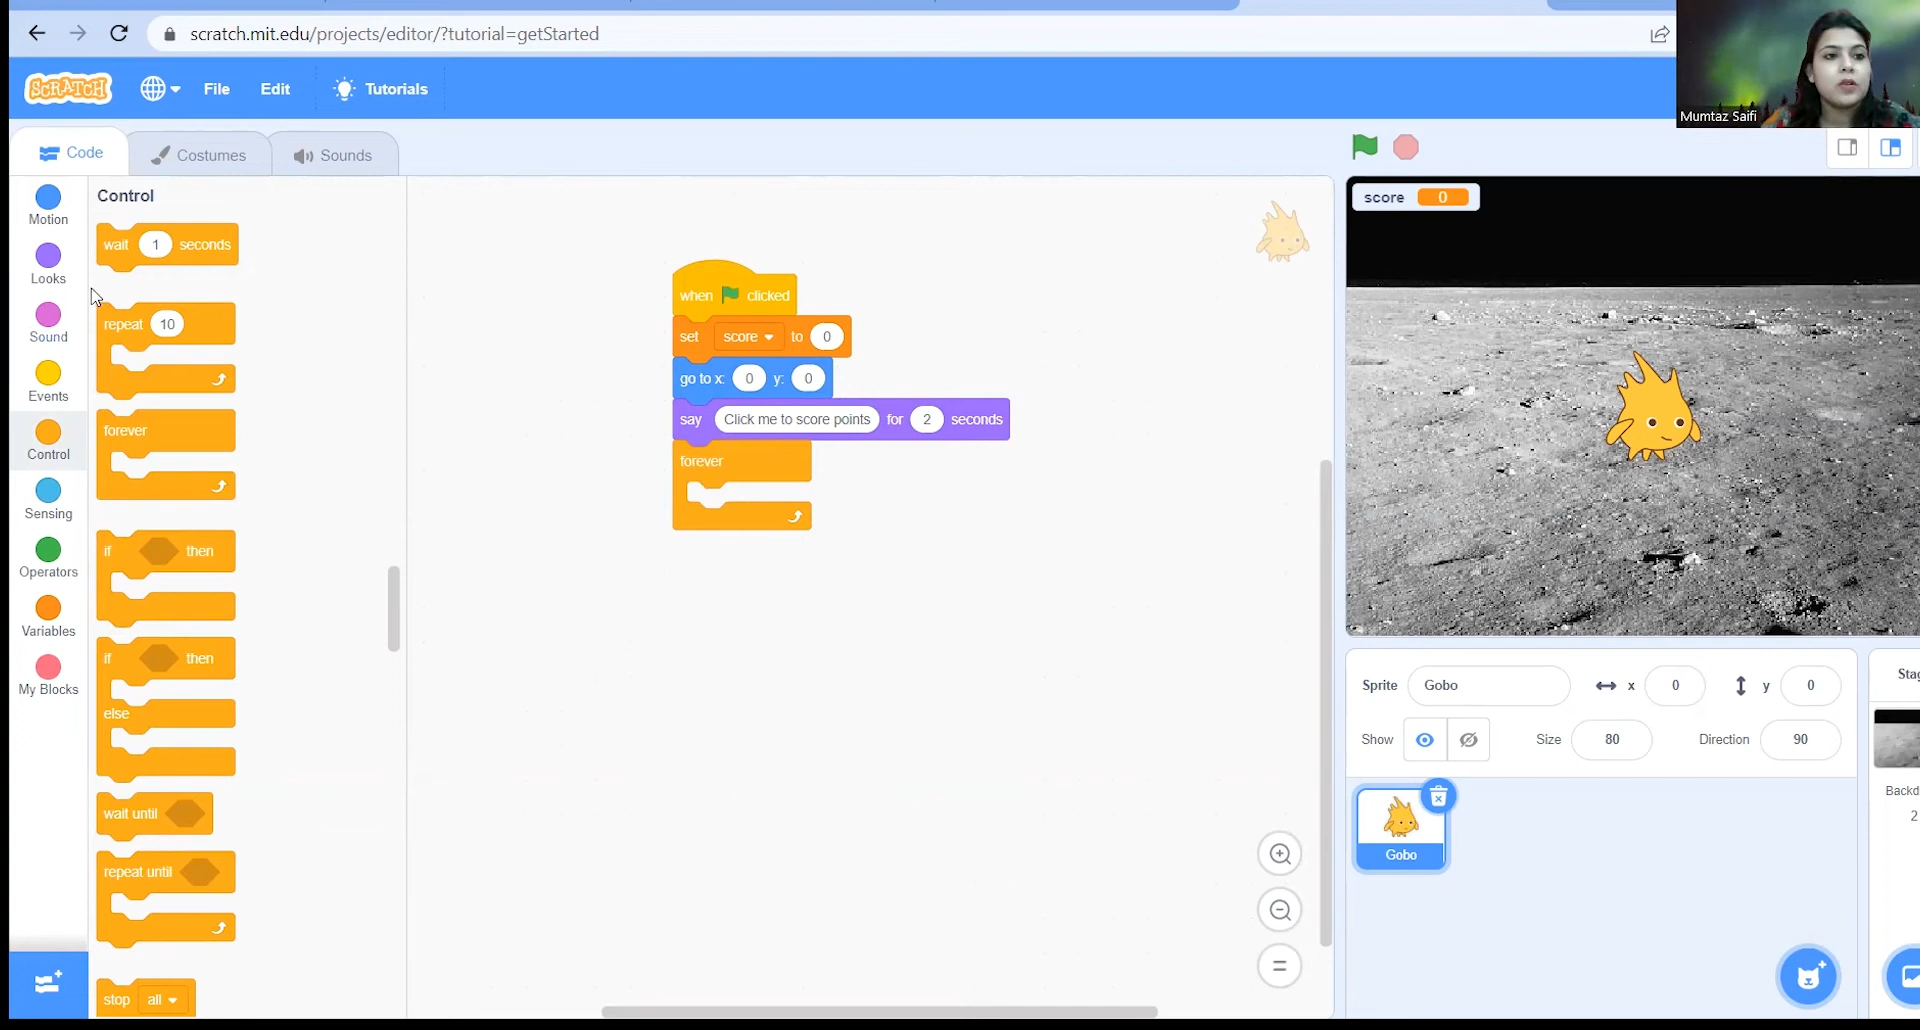 scratch.mit.edu/projects/editor/?tutorial=getStarted
Mumtaz Saifi
SCRATCH File Edit Tutorials
Code Costumes Sounds
Motion
Looks
Sound
Events
Control
Sensing
Operators
Variables
My Blocks
Control
wait 1 seconds
repeat 10
forever
if then
if then
else
wait until
repeat until
stop all
when clicked
set score to 0
go to x: 0 y: 0
say Click me to score points for 2 seconds
forever
score 0
Sprite Gobo x 0 y 0
Show Size 80 Direction 90
Gobo
Stag
Backd
2